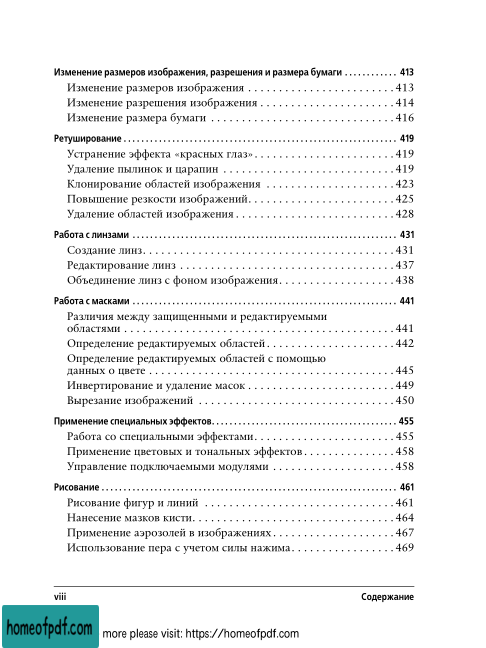 Изменение размеров изображения, разрешения и размера бумаги . . . . . . . . . . . . 413
Изменение размеров изображения . . . . . . . . . . . . . . . . . . . . . . . . 413
Изменение разрешения изображения . . . . . . . . . . . . . . . . . . . . . . 414
Изменение размера бумаги . . . . . . . . . . . . . . . . . . . . . . . . . . . . . 416
Ретуширование . . . . . . . . . . . . . . . . . . . . . . . . . . . . . . . . . . . . . . . . 419
Устранение эффекта «красных глаз» . . . . . . . . . . . . . . . . . . . . . . . 419
Удаление пылинок и царапин . . . . . . . . . . . . . . . . . . . . . . . . . . . . 419
Клонирование областей изображения . . . . . . . . . . . . . . . . . . . . . 423
Повышение резкости изображений. . . . . . . . . . . . . . . . . . . . . . . . 425
Удаление областей изображения . . . . . . . . . . . . . . . . . . . . . . . . . . 428
Работа с линзами . . . . . . . . . . . . . . . . . . . . . . . . . . . . . . . . . . . . . . 431
Создание линз. . . . . . . . . . . . . . . . . . . . . . . . . . . . . . . . . . . . . . . 431
Редактирование линз . . . . . . . . . . . . . . . . . . . . . . . . . . . . . . . . . . 437
Объединение линз с фоном изображения. . . . . . . . . . . . . . . . . . . 438
Работа с масками . . . . . . . . . . . . . . . . . . . . . . . . . . . . . . . . . . . . . . 441
Различия между защищенными и редактируемыми
областями . . . . . . . . . . . . . . . . . . . . . . . . . . . . . . . . . . . . . . . . . . 441
Определение редактируемых областей . . . . . . . . . . . . . . . . . . . . . 442
Определение редактируемых областей с помощью
данных о цвете . . . . . . . . . . . . . . . . . . . . . . . . . . . . . . . . . . . . . . 445
Инвертирование и удаление масок . . . . . . . . . . . . . . . . . . . . . . . . 449
Вырезание изображений . . . . . . . . . . . . . . . . . . . . . . . . . . . . . . . 450
Применение специальных эффектов. . . . . . . . . . . . . . . . . . . . . . . . . . . 455
Работа со специальными эффектами. . . . . . . . . . . . . . . . . . . . . . . 455
Применение цветовых и тональных эффектов . . . . . . . . . . . . . . . 458
Управление подключаемыми модулями . . . . . . . . . . . . . . . . . . . . 458
Рисование . . . . . . . . . . . . . . . . . . . . . . . . . . . . . . . . . . . . . . . . . . . . 461
Рисование фигур и линий . . . . . . . . . . . . . . . . . . . . . . . . . . . . . . 461
Нанесение мазков кисти. . . . . . . . . . . . . . . . . . . . . . . . . . . . . . . . 464
Применение аэрозолей в изображениях. . . . . . . . . . . . . . . . . . . . 467
Использование пера с учетом силы нажима. . . . . . . . . . . . . . . . . 469
viii Содержание
homeofpdf.com more please visit: https://homeofpdf.com